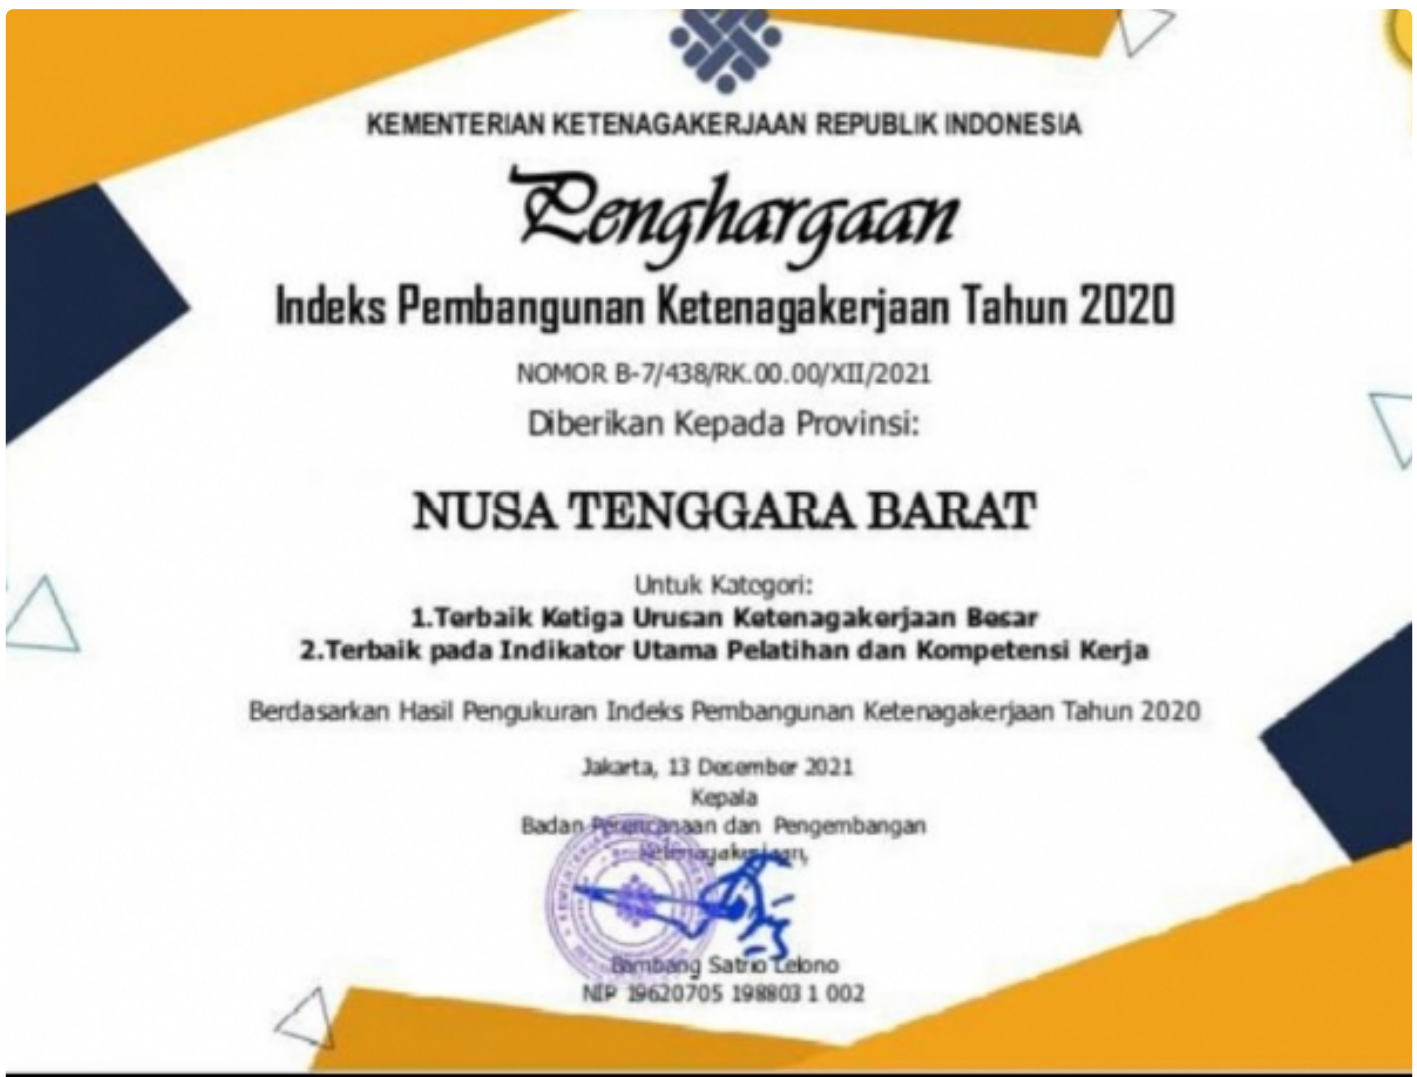 KEMENTERIAN KETENAGAKERJAAN REPUBLIK INDONESIA
Penghargaan
Indeks Pembangunan Ketenagakerjaan Tahun 2020
NOMOR B-7/438/RK.00.00/XII/2021
Diberikan Kepada Provinsi:
NUSA TENGGARA BARAT
Untuk Kategori:
1.Terbaik Ketiga Urusan Ketenagakerjaan Besar
2.Terbaik pada Indikator Utama Pelatihan dan Kompetensi Kerja
Berdasarkan Hasil Pengukuran Indeks Pembangunan Ketenagakerjaan Tahun 2020
Jakarta, 13 Desember 2021
Kepala
Badan Perencanaan dan Pengembangan
Ketenagakerjaan,
Bambang Satrio Lelono
NIP 19620705 198803 1 002